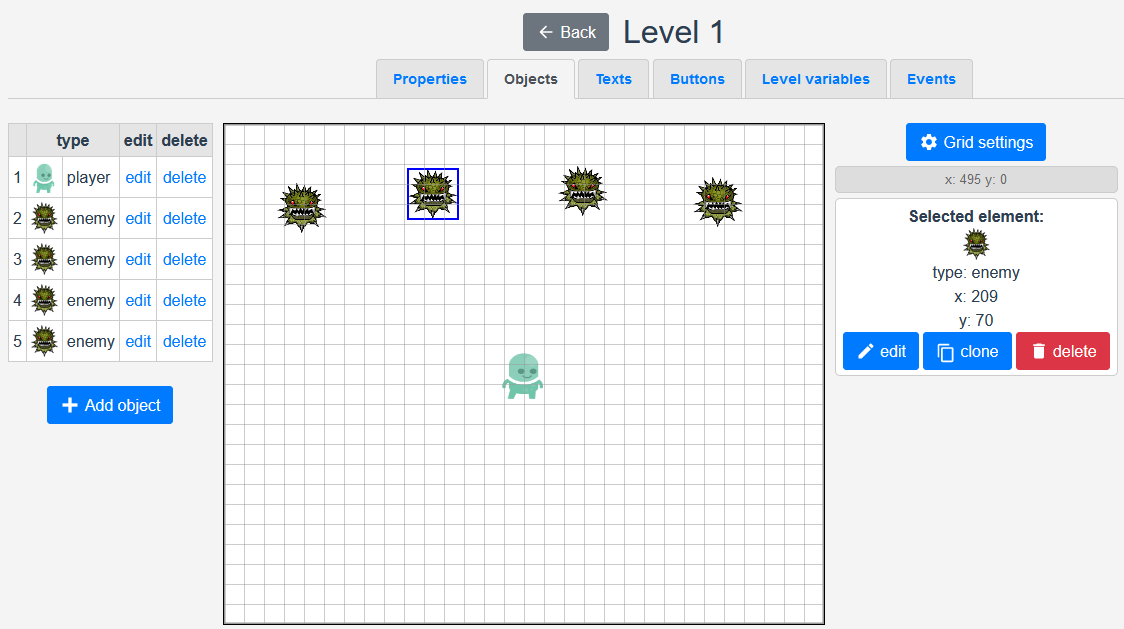 Back Level 1
Properties Objects Texts Buttons Level variables Events
type edit delete
1 player edit delete
2 enemy edit delete
3 enemy edit delete
4 enemy edit delete
5 enemy edit delete
Add object
Grid settings
x: 495 y: 0
Selected element:
type: enemy
x: 209
y: 70
edit clone delete